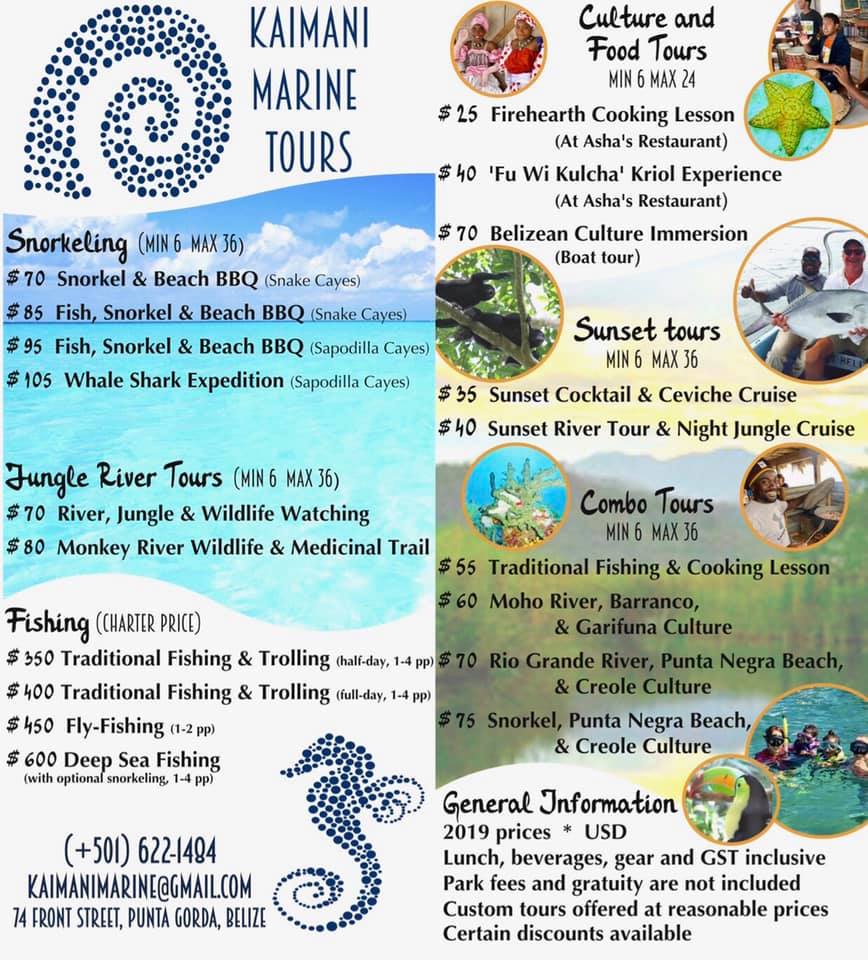 KAIMANI
MARINE
TOURS
Snorkeling (MIN 6 MAX 36)
$70 Snorkel & Beach BBQ (Snake Cayes)
$85 Fish, Snorkel & Beach BBQ (Snake Cayes)
$95 Fish, Snorkel & Beach BBQ (Sapodilla Cayes)
$105 Whale Shark Expedition (Sapodilla Cayes)
Jungle River Tours (MIN 6 MAX 36)
$70 River, Jungle & Wildlife Watching
$80 Monkey River Wildlife & Medicinal Trail
Fishing (CHARTER PRICE)
$350 Traditional Fishing & Trolling (half-day, 1-4 pp)
$400 Traditional Fishing & Trolling (full-day, 1-4 pp)
$450 Fly-Fishing (1-2 pp)
$600 Deep Sea Fishing
(with optional snorkeling, 1-4 pp)
(+501) 622-1484
KAIMANIMARINE@GMAIL.COM
74 FRONT STREET, PUNTA GORDA, BELIZE
Culture and
Food Tours
MIN 6 MAX 24
$25 Firehearth Cooking Lesson
(At Asha's Restaurant)
$40 'Fu Wi Kulcha' Kriol Experience
(At Asha's Restaurant)
$70 Belizean Culture Immersion
(Boat tour)
Sunset tours
MIN 6 MAX 36
$35 Sunset Cocktail & Ceviche Cruise
$40 Sunset River Tour & Night Jungle Cruise
Combo Tours
MIN 6 MAX 36
$55 Traditional Fishing & Cooking Lesson
$60 Moho River, Barranco,
& Garifuna Culture
$70 Rio Grande River, Punta Negra Beach,
& Creole Culture
$75 Snorkel, Punta Negra Beach,
& Creole Culture
General Information
2019 prices * USD
Lunch, beverages, gear and GST inclusive
Park fees and gratuity are not included
Custom tours offered at reasonable prices
Certain discounts available